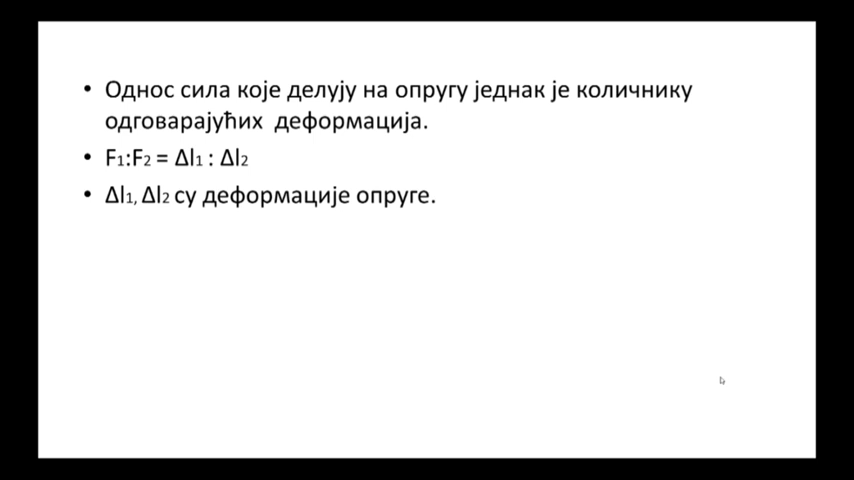 • Однос сила које делују на опругу једнак је количнику
одговарајућих деформација.
• F1:F2 = Δl1 : Δl2
• Δl1, Δl2 су деформације опруге.